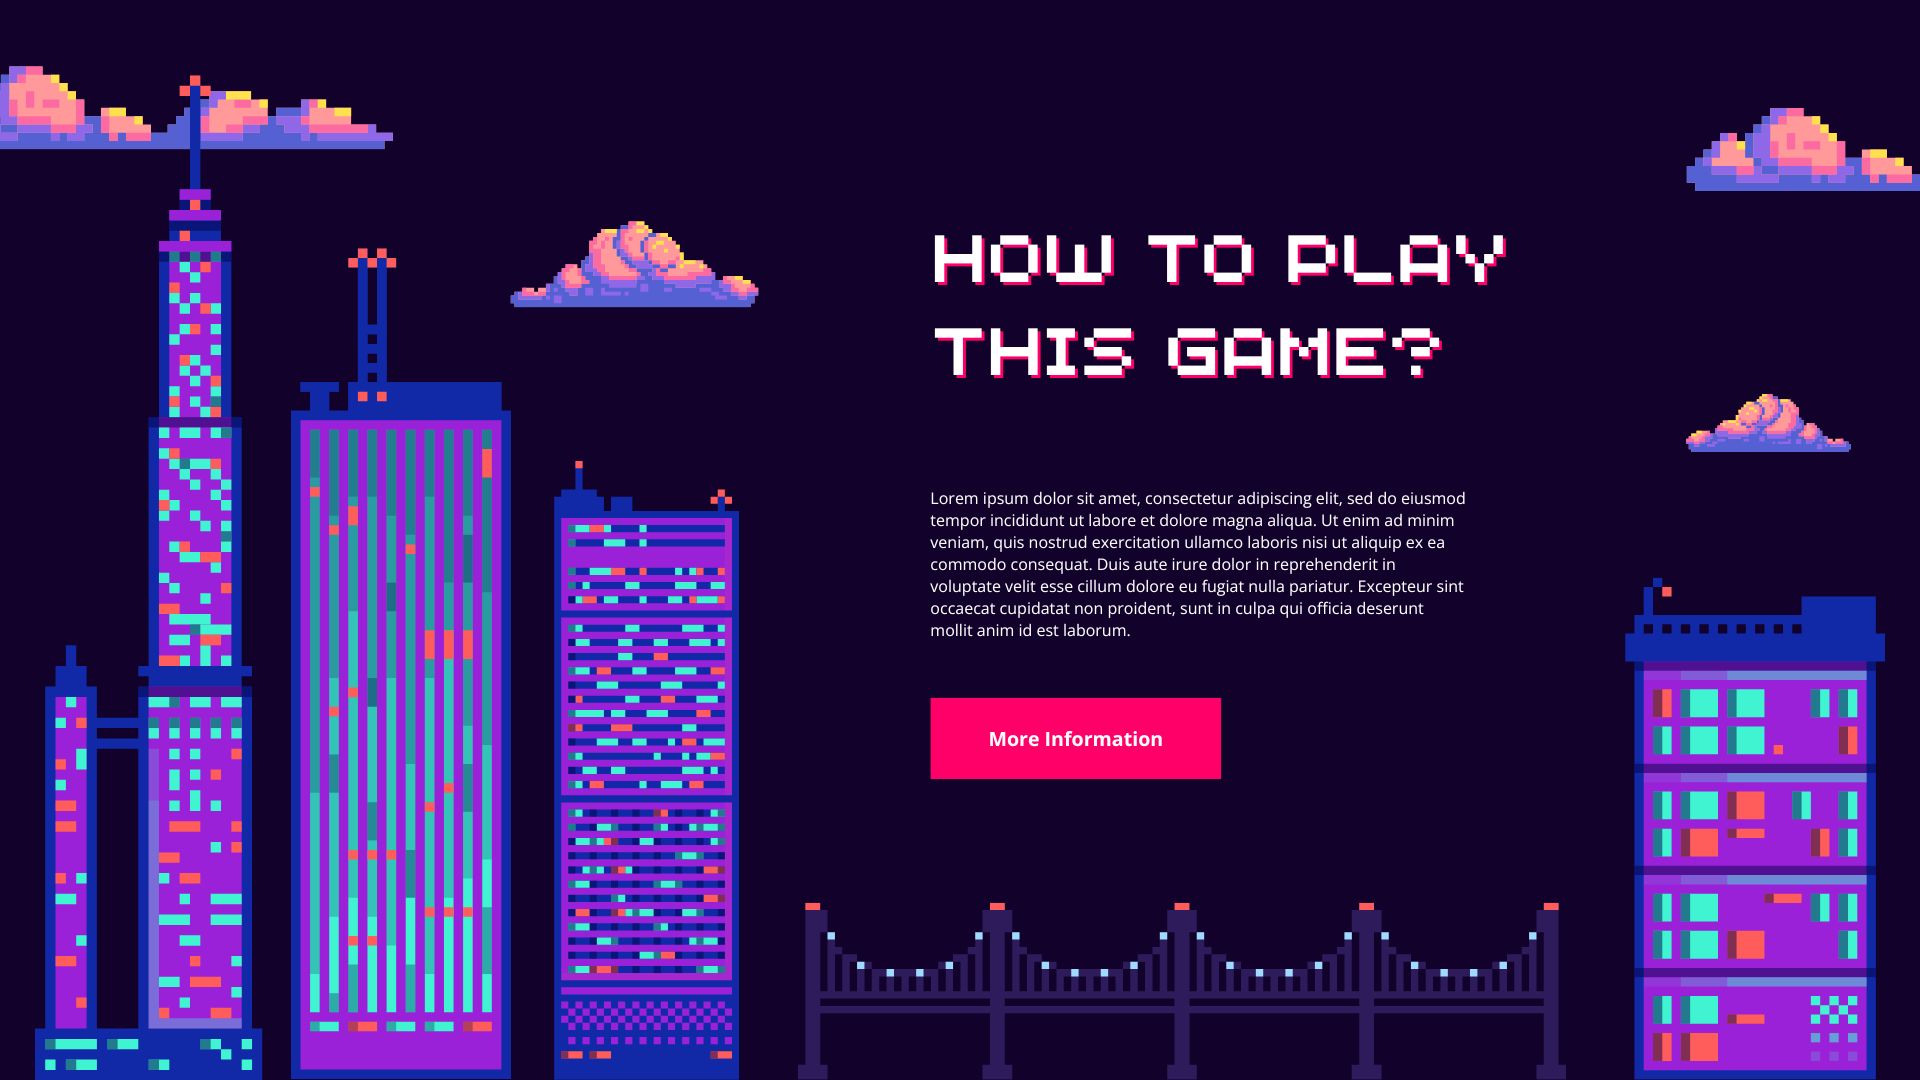 HOW TO PLAY
THIS GAME?
Lorem ipsum dolor sit amet, consectetur adipiscing elit, sed do eiusmod
tempor incididunt ut labore et dolore magna aliqua. Ut enim ad minim
veniam, quis nostrud exercitation ullamco laboris nisi ut aliquip ex ea
commodo consequat. Duis aute irure dolor in reprehenderit in
voluptate velit esse cillum dolore eu fugiat nulla pariatur. Excepteur sint
occaecat cupidatat non proident, sunt in culpa qui officia deserunt
mollit anim id est laborum.
More Information